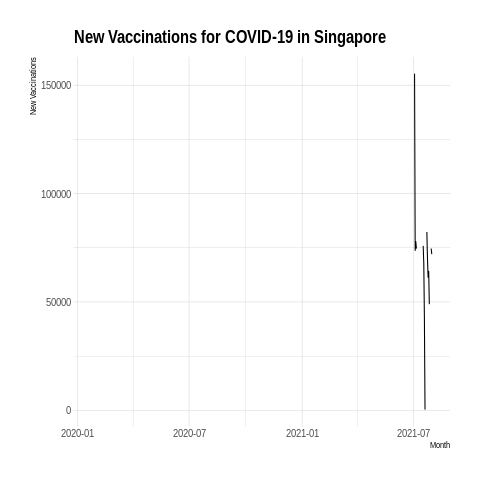 New Vaccinations for COVID-19 in Singapore
New Vaccinations
150000
100000
50000
0
2020-01 2020-07 2021-01 2021-07
Month